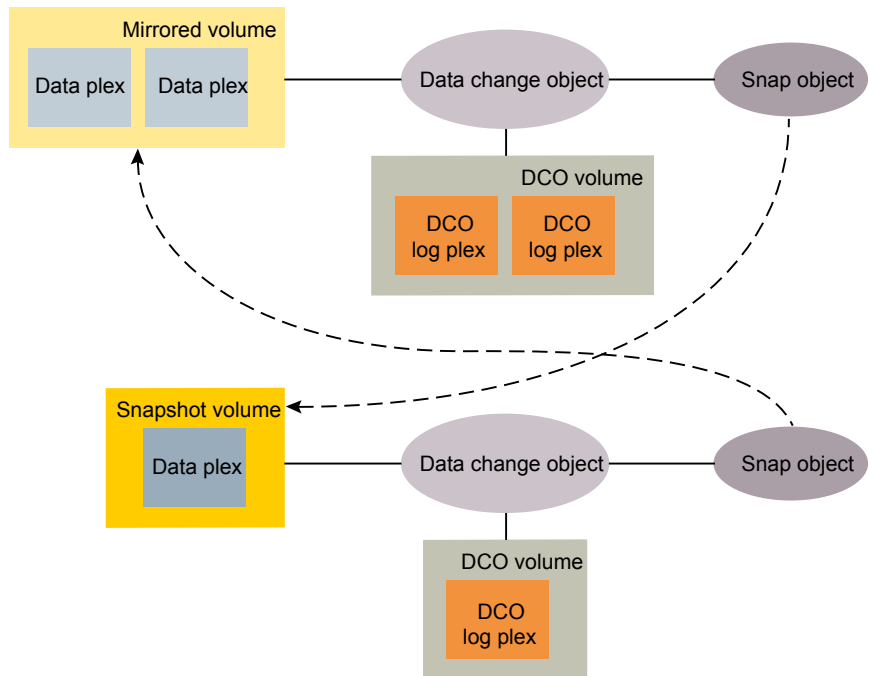 Mirrored volume
Data plex
Data plex
Data change object
Snap object
DCO volume
DCO
log plex
DCO
log plex
Snapshot volume
Data plex
Data change object
Snap object
DCO volume
DCO
log plex